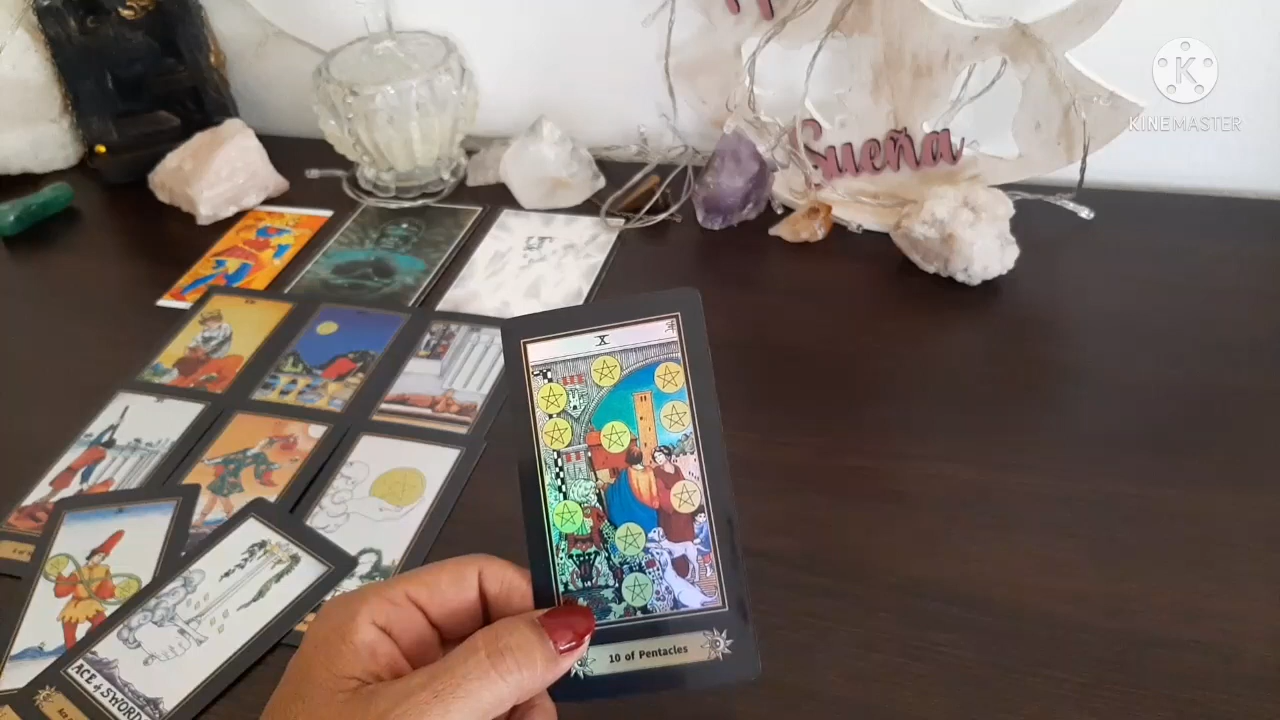 K
KINEMASTER
Sueña
X
10 of Pentacles
ACE of SWORDS